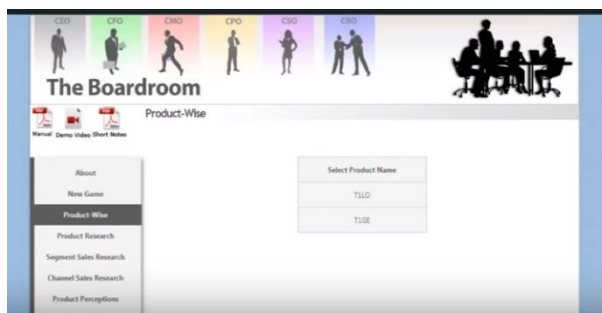 CEO CFO CMO CPO CSO CRO
The Boardroom
Manual Demo Video Short Notes
Product-Wise
About
New Game
Product-Wise
Product Research
Segment Sales Research
Channel Sales Research
Product Perceptions
Select Product Name
T1LO
T1GE